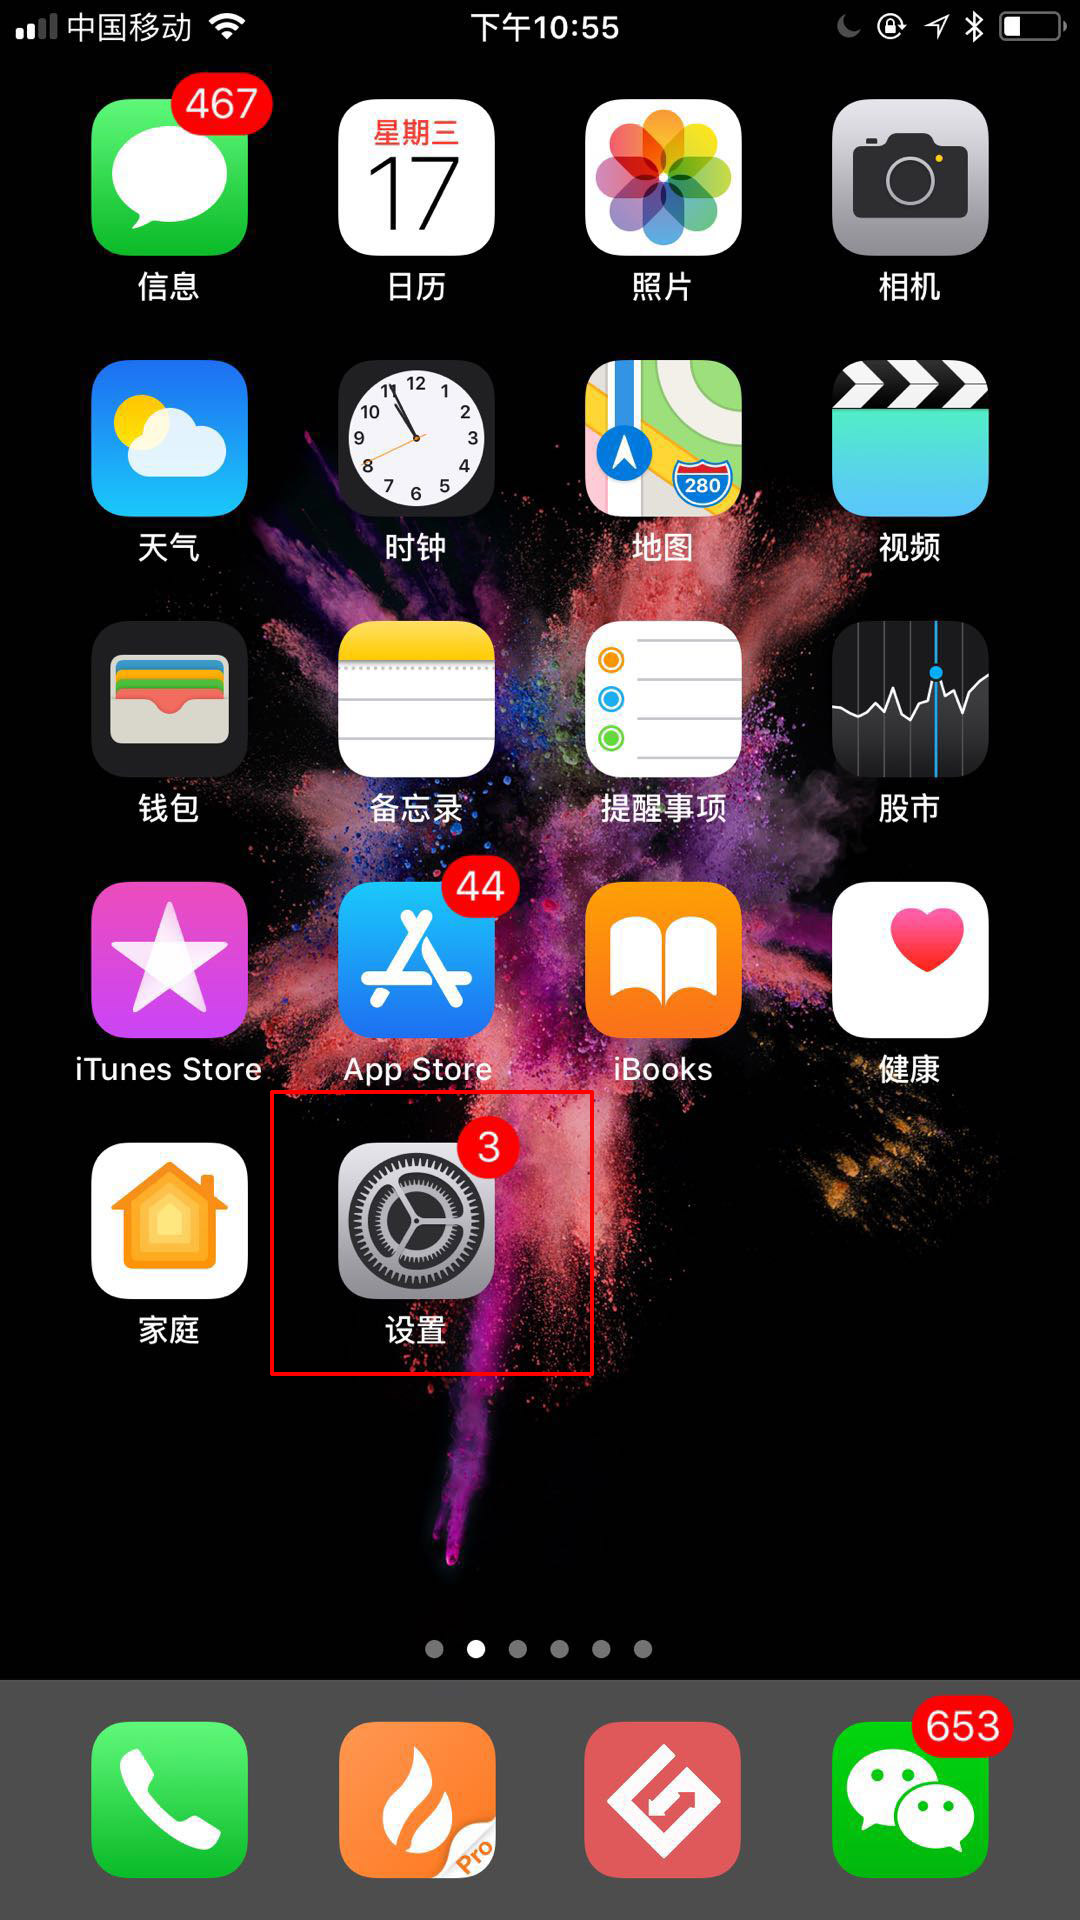 中国移动
下午10:55
467
星期三
17
信息
日历
照片
相机
12
11
1
10
2
9
3
8
4
7
5
6
280
天气
时钟
地图
视频
钱包
备忘录
提醒事项
股市
44
iTunes Store
App Store
iBooks
健康
3
家庭
设置
653
Pro